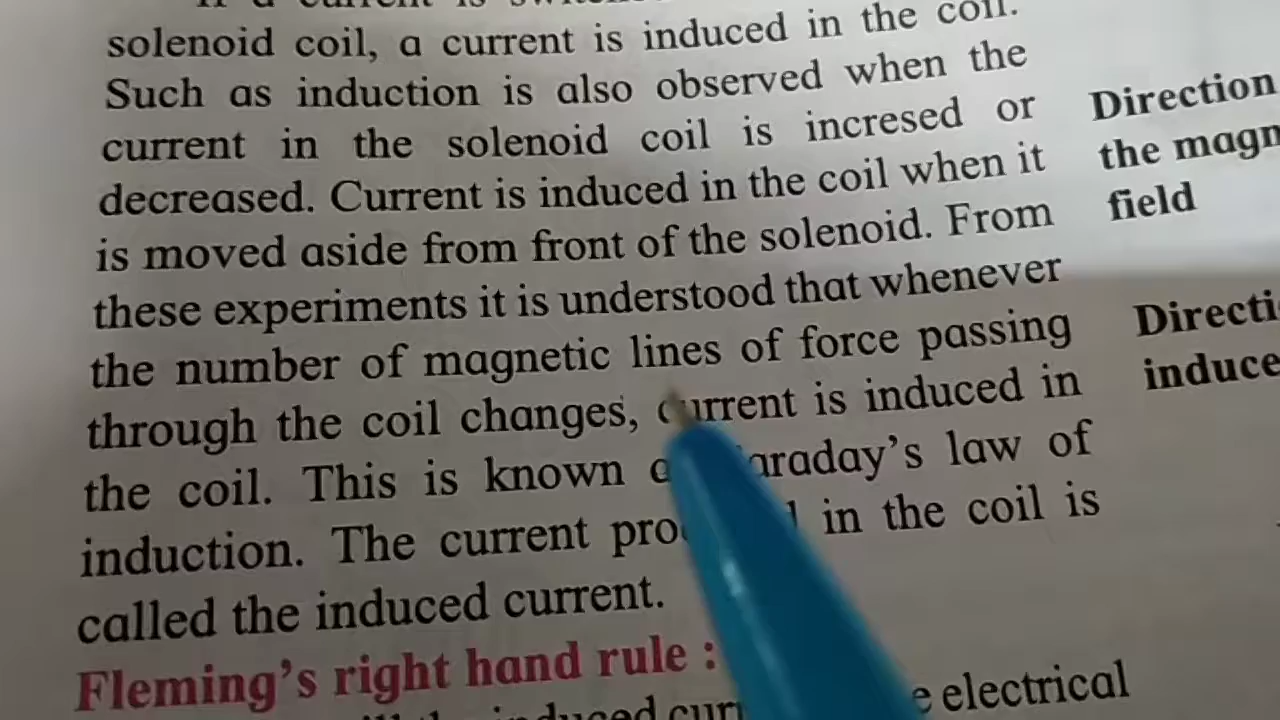 solenoid coil, a current is induced in the coil.
Such as induction is also observed when the
current in the solenoid coil is incresed or
decreased. Current is induced in the coil when it
is moved aside from front of the solenoid. From
these experiments it is understood that whenever
the number of magnetic lines of force passing
through the coil changes, current is induced in
the coil. This is known Faraday's law of
induction. The current in the coil is
called the induced current.
Fleming's right hand rule :
induced electrical
Direction
the magn
field
Directi
induce